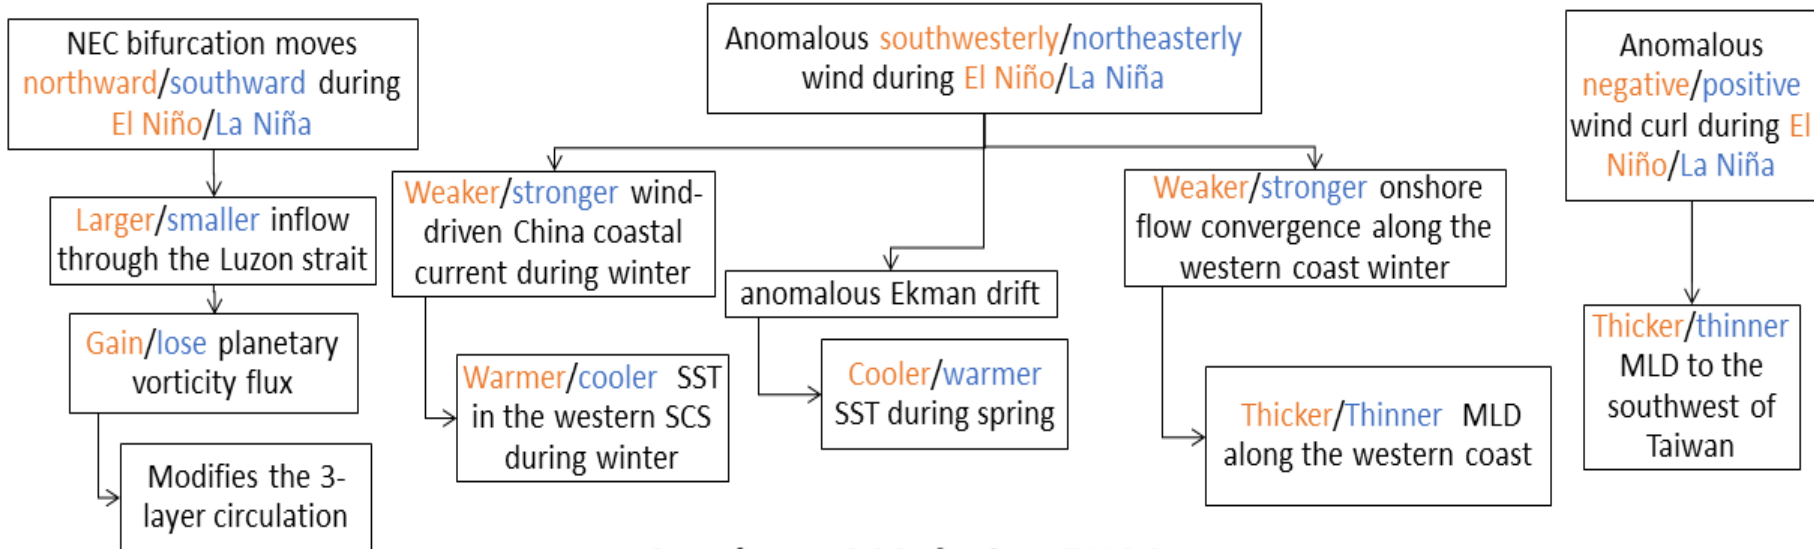 NEC bifurcation moves
northward/southward during
El Niño/La Niña
Larger/smaller inflow
through the Luzon strait
Gain/lose planetary
vorticity flux
Modifies the 3-
layer circulation
Anomalous southwesterly/northeasterly
wind during El Niño/La Niña
Weaker/stronger wind-
driven China coastal
current during winter
Warmer/cooler SST
in the western SCS
during winter
anomalous Ekman drift
Cooler/warmer
SST during spring
Weaker/stronger onshore
flow convergence along the
western coast winter
Thicker/Thinner MLD
along the western coast
Anomalous
negative/positive
wind curl during El
Niño/La Niña
Thicker/thinner
MLD to the
southwest of
Taiwan